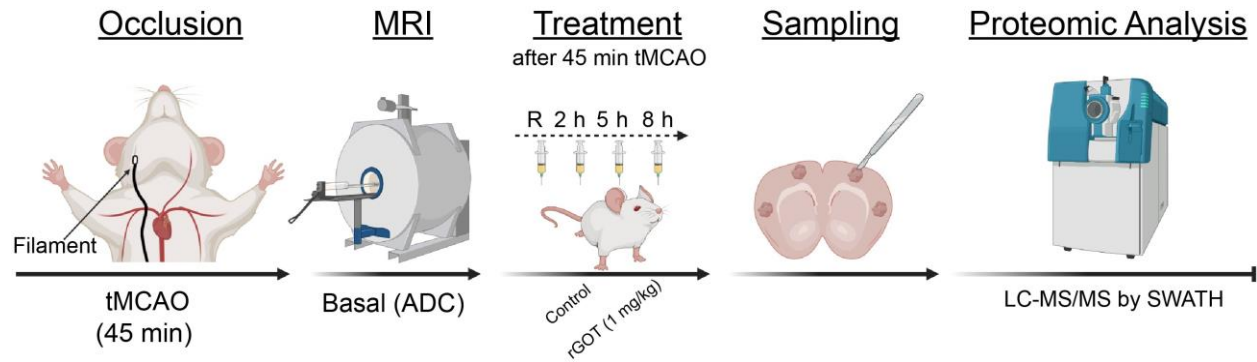 Occlusion
MRI
Treatment
after 45 min tMCAO
Sampling
Proteomic Analysis
R 2 h 5 h 8 h
Filament
tMCAO
(45 min)
Basal (ADC)
Control
rGOT (1 mg/kg)
LC-MS/MS by SWATH